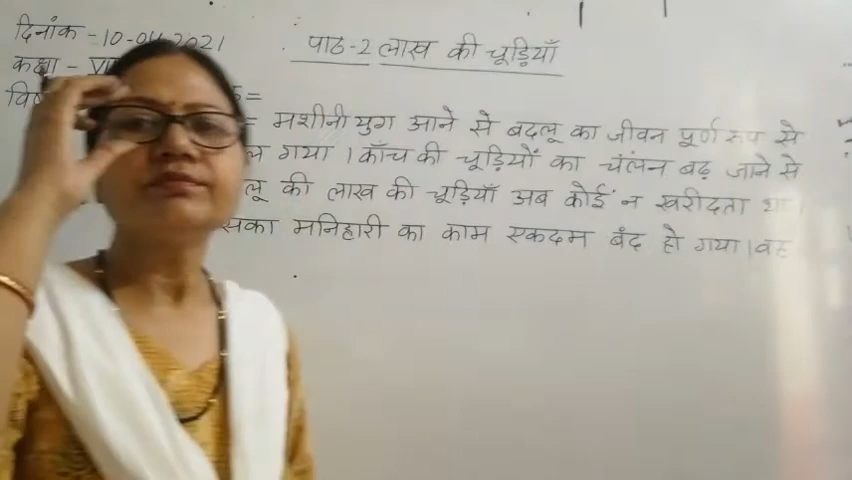 दिनांक - 10-04-2021
पाठ-2 लाख की चूड़ियाँ
कक्षा -
मशीनी युग आने से बदलू का जीवन पूर्ण रूप से
गया । काँच की चूड़ियों का चलन बढ़ जाने से
की लाख की चूड़ियाँ अब कोई न खरीदता था।
सका मनिहारी का काम एकदम बंद हो गया । वह